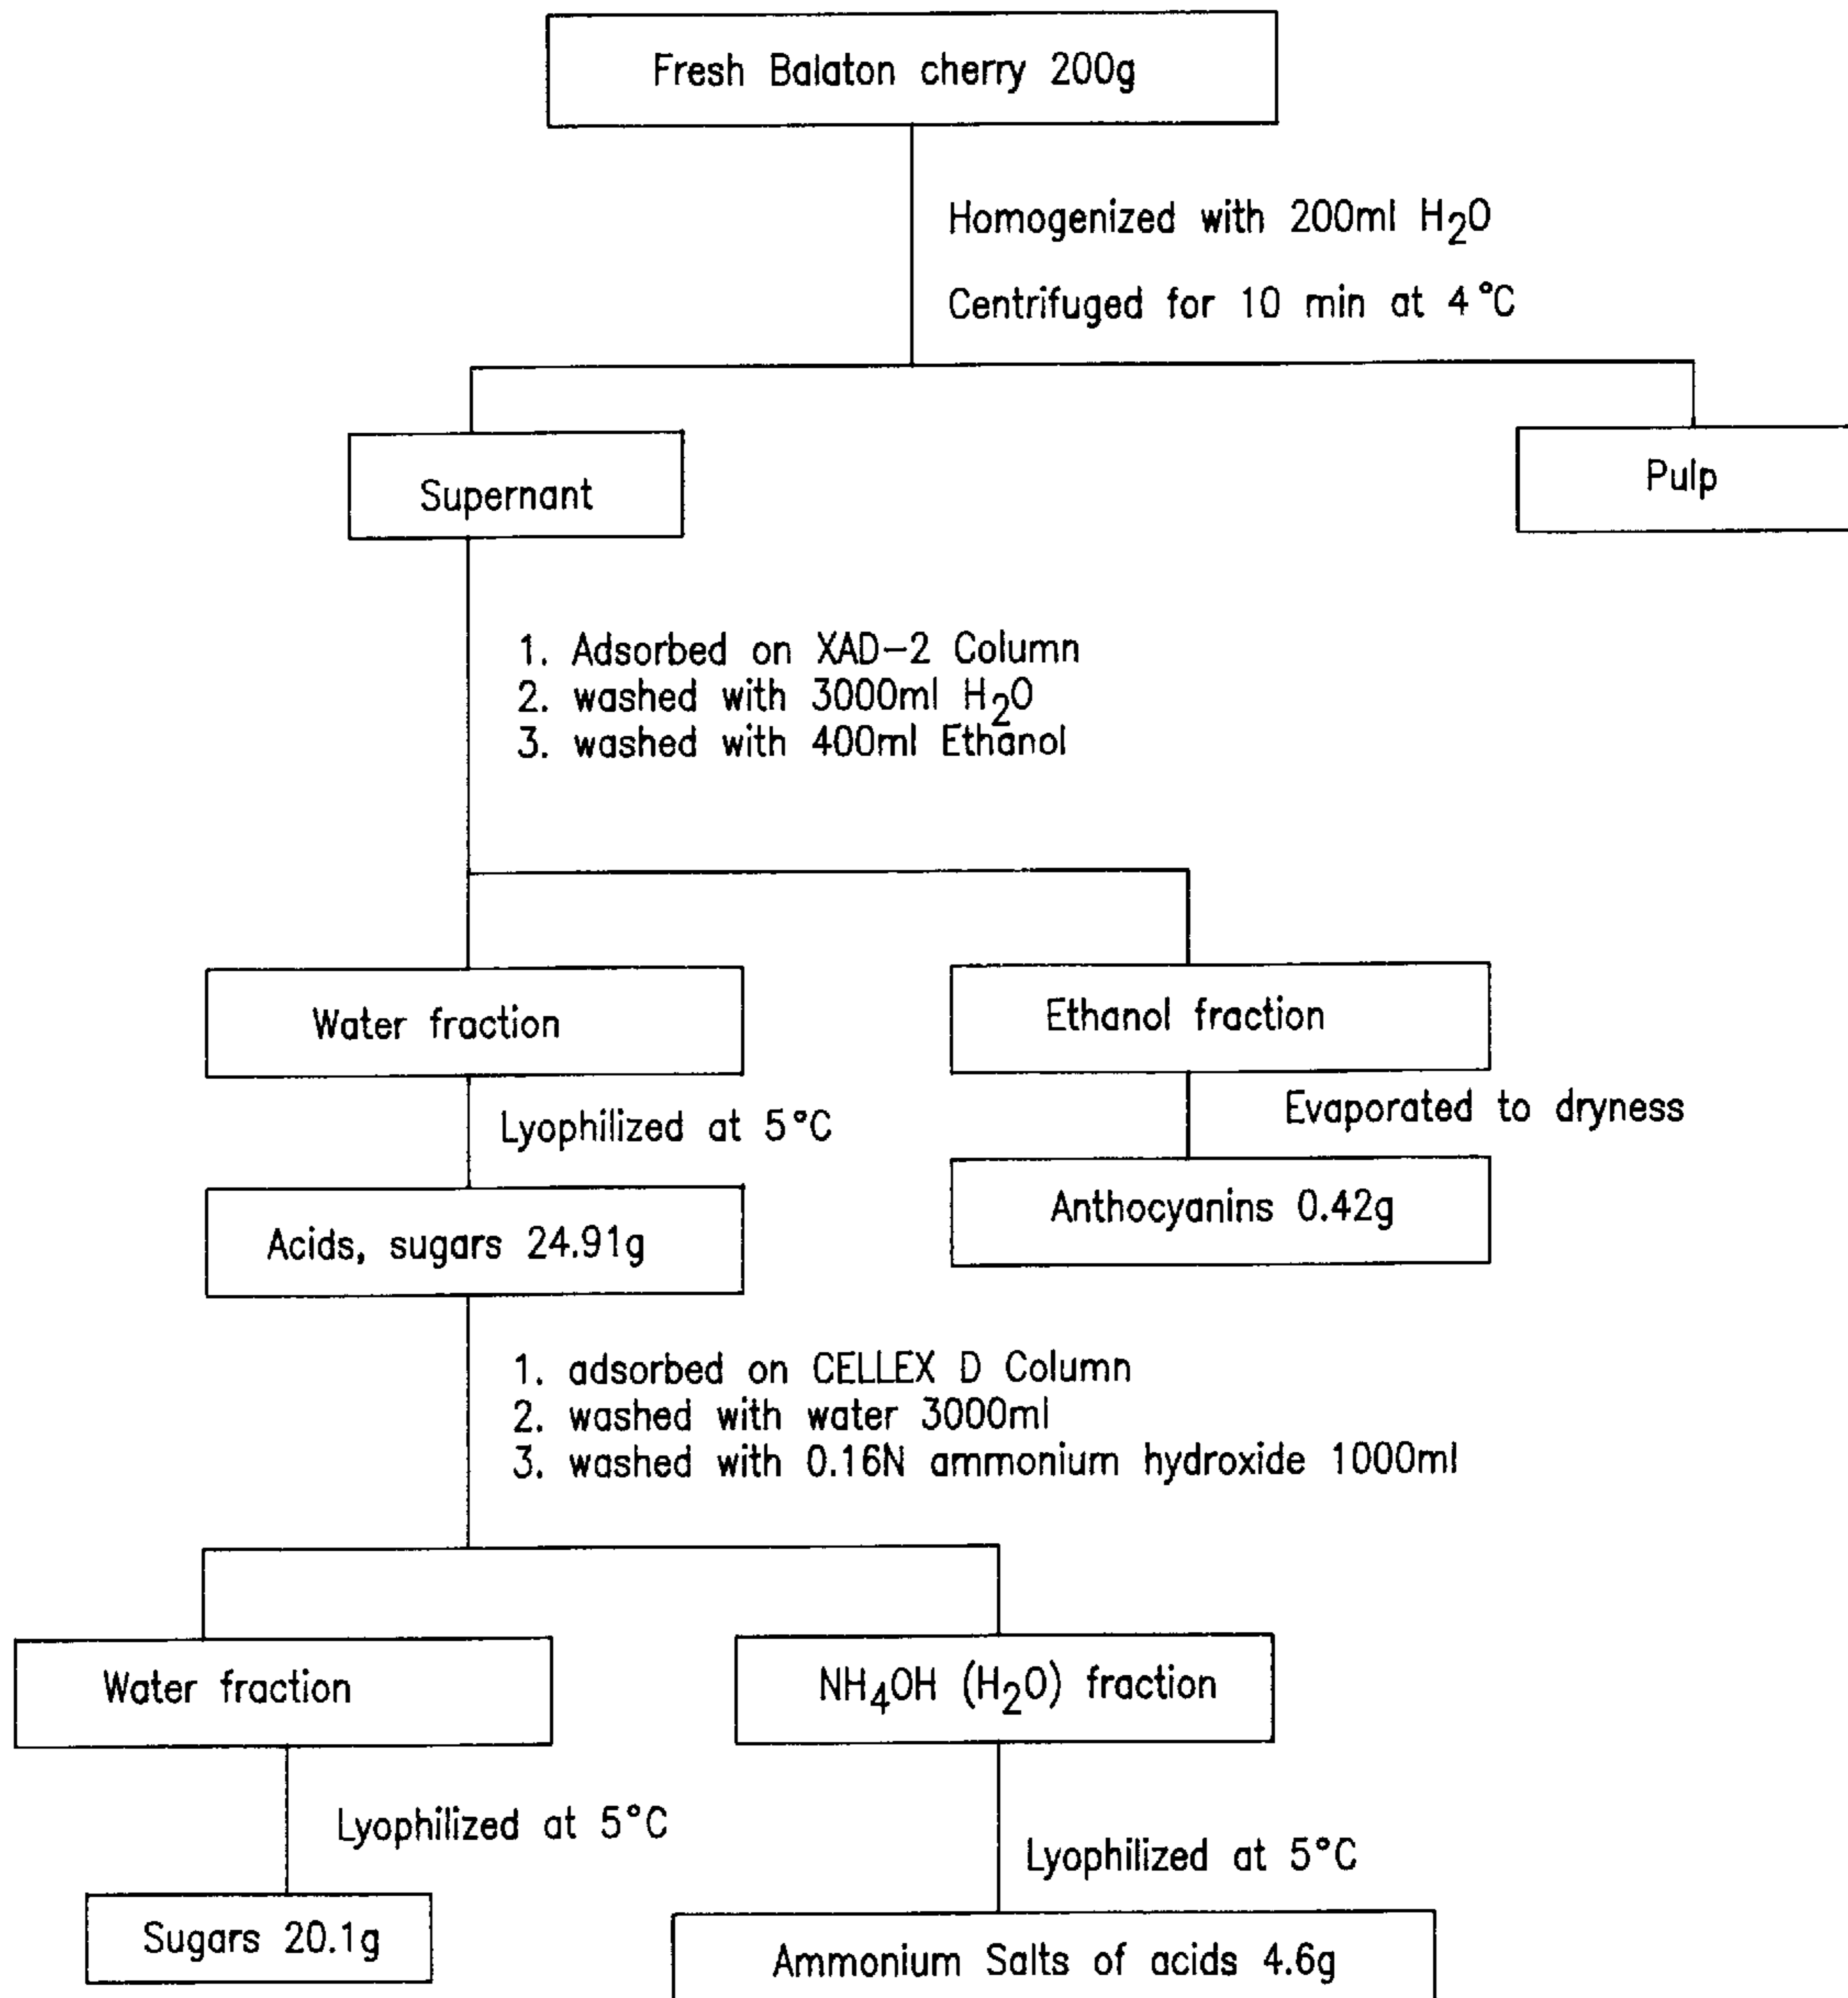 Fresh Balaton cherry 200g
Homogenized with 200ml H₂O
Centrifuged for 10 min at 4°C
Supernant
Pulp
1. Adsorbed on XAD-2 Column
2. washed with 3000ml H₂O
3. washed with 400ml Ethanol
Water fraction
Ethanol fraction
Lyophilized at 5°C
Evaporated to dryness
Acids, sugars 24.91g
Anthocyanins 0.42g
1. adsorbed on CELLEX D Column
2. washed with water 3000ml
3. washed with 0.16N ammonium hydroxide 1000ml
Water fraction
NH₄OH (H₂O) fraction
Lyophilized at 5°C
Lyophilized at 5°C
Sugars 20.1g
Ammonium Salts of acids 4.6g